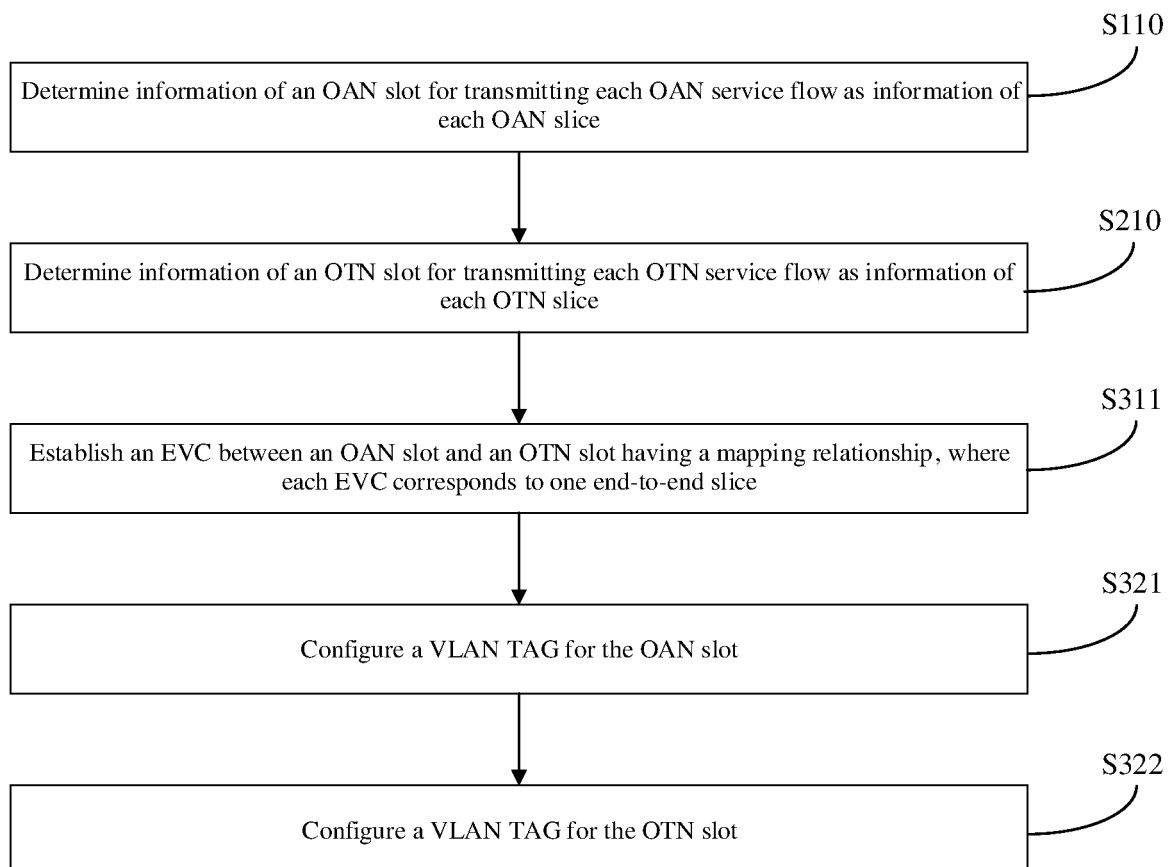 S110
Determine information of an OAN slot for transmitting each OAN service flow as information of
each OAN slice
S210
Determine information of an OTN slot for transmitting each OTN service flow as information of
each OTN slice
S311
Establish an EVC between an OAN slot and an OTN slot having a mapping relationship, where
each EVC corresponds to one end-to-end slice
S321
Configure a VLAN TAG for the OAN slot
S322
Configure a VLAN TAG for the OTN slot